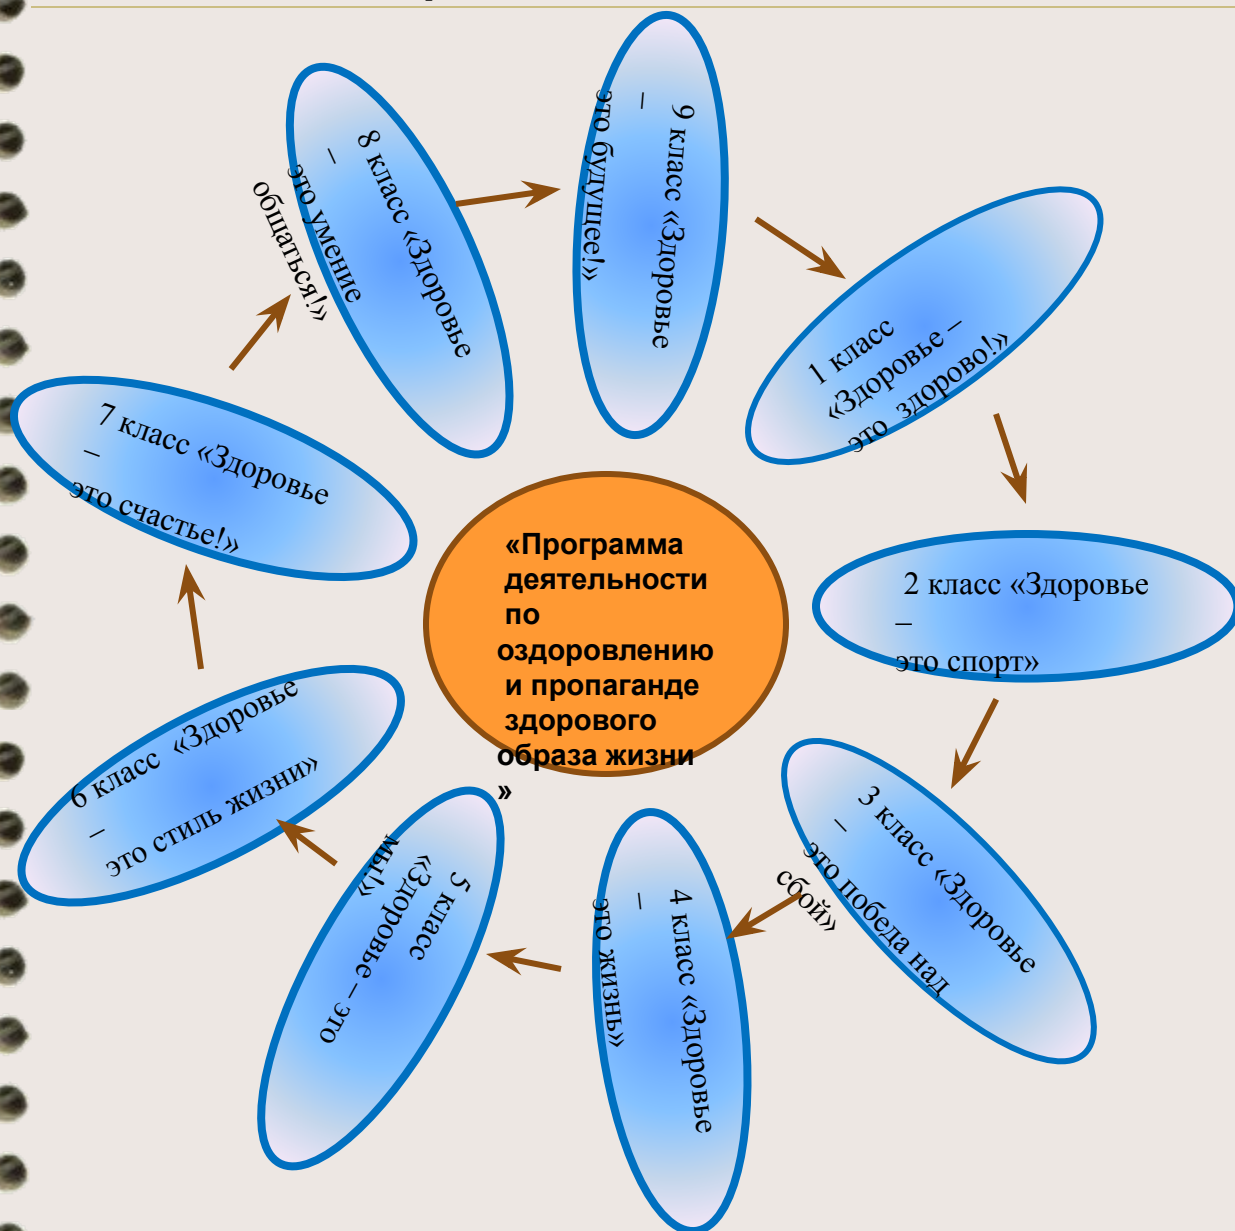 «Программа
деятельности
по
оздоровлению
и пропаганде
здорового
образа жизни
»
1 класс
«Здоровье –
это здорово!»
2 класс «Здоровье
–
это спорт»
3 класс «Здоровье
–
это победа над
сбой»
4 класс «Здоровье
–
это жизнь»
5 класс
«Здоровье – это
мы!»
6 класс «Здоровье
–
это стиль жизни»
7 класс «Здоровье
–
это счастье!»
8 класс «Здоровье
–
это умение
общаться!»
9 класс «Здоровье
–
это будущее!»